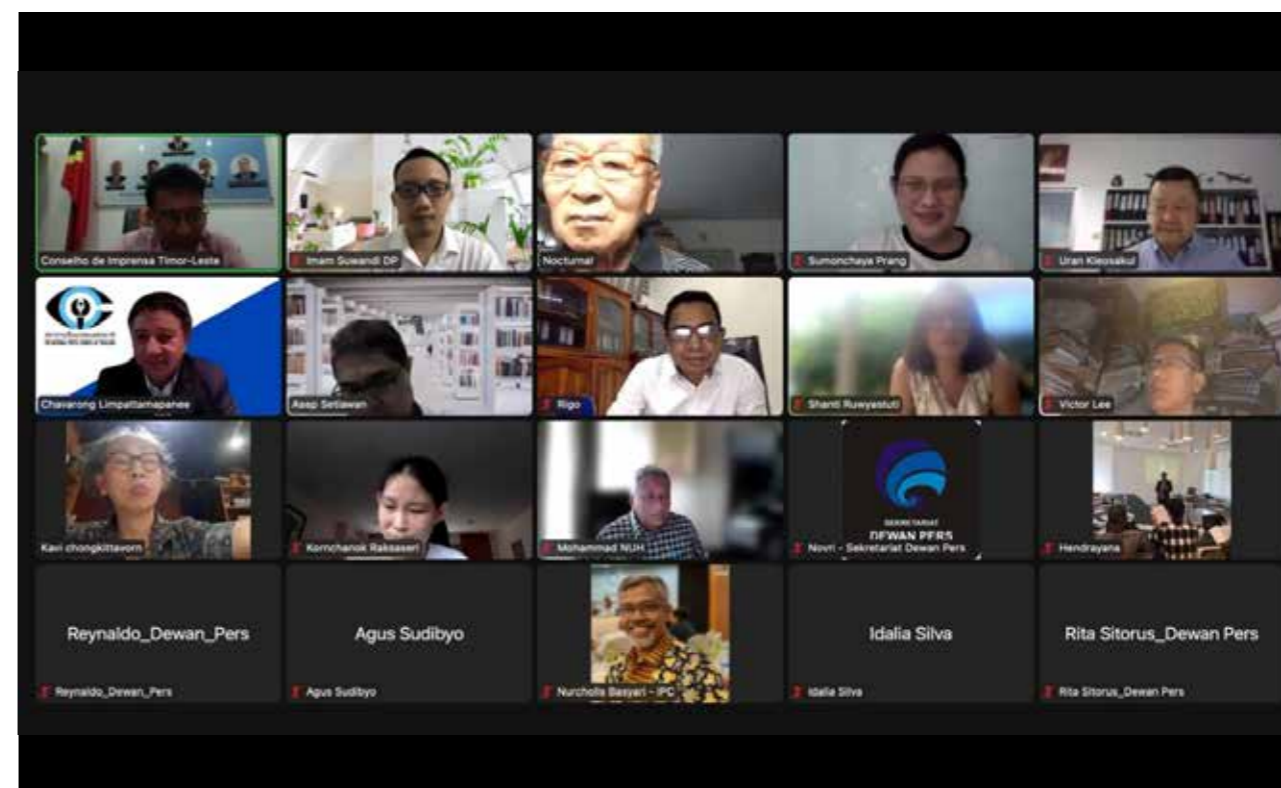 Conselho de Imprensa Timor-Leste
Imam Suwandi DP
Nocturnal
Sumonchaya Prang
Uran Kleosakul
Chavarong Limpattamapanee
Asep Setiawan
Rigo
Shanti Ruwyastuti
Victor Lee
Kavi chongkittavorn
Kornchanok Raksaseri
Mohammad NUH
SEKRETARIAT
DEWAN PERS
Novri - Sekretariat Dewan Pers
Hendrayana
Reynaldo_Dewan_Pers
Reynaldo_Dewan_Pers
Agus Sudibyo
Agus Sudibyo
Nurcholis Basyari - IPC
Idalia Silva
Idalia Silva
Rita Sitorus_Dewan Pers
Rita Sitorus_Dewan Pers